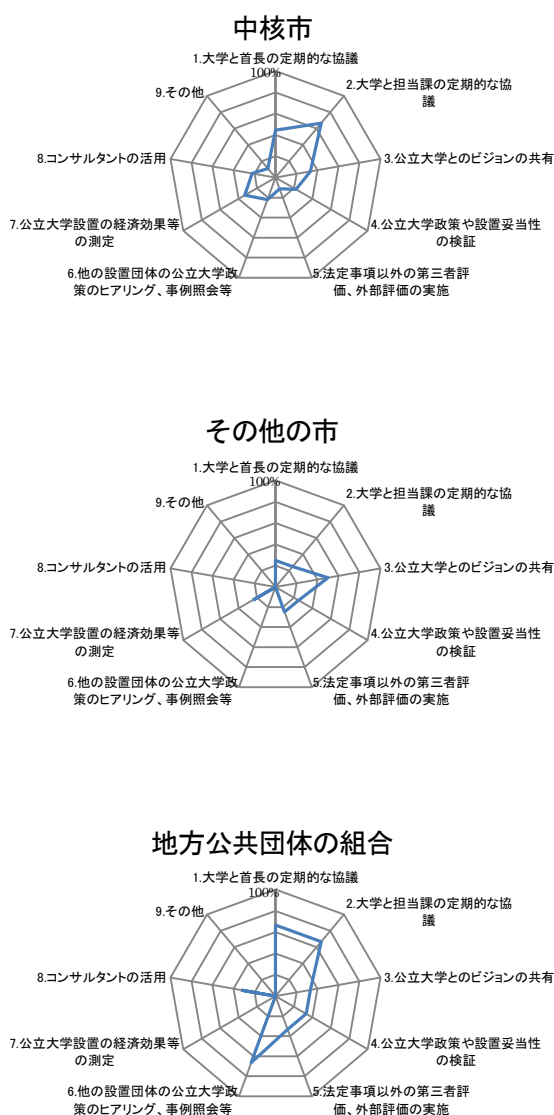 中核市
1.大学と首長の定期的な協議
100%
2.大学と担当課の定期的な協
議
3.公立大学とのビジョンの共有
4.公立大学政策や設置妥当性
の検証
5.法定事項以外の第三者評
価、外部評価の実施
6.他の設置団体の公立大学政
策のヒアリング、事例照会等
7.公立大学設置の経済効果等
の測定
8.コンサルタントの活用
9.その他
その他の市
1.大学と首長の定期的な協議
100%
2.大学と担当課の定期的な協
議
3.公立大学とのビジョンの共有
4.公立大学政策や設置妥当性
の検証
5.法定事項以外の第三者評
価、外部評価の実施
6.他の設置団体の公立大学政
策のヒアリング、事例照会等
7.公立大学設置の経済効果等
の測定
8.コンサルタントの活用
9.その他
地方公共団体の組合
1.大学と首長の定期的な協議
100%
2.大学と担当課の定期的な協
議
3.公立大学とのビジョンの共有
4.公立大学政策や設置妥当性
の検証
5.法定事項以外の第三者評
価、外部評価の実施
6.他の設置団体の公立大学政
策のヒアリング、事例照会等
7.公立大学設置の経済効果等
の測定
8.コンサルタントの活用
9.その他